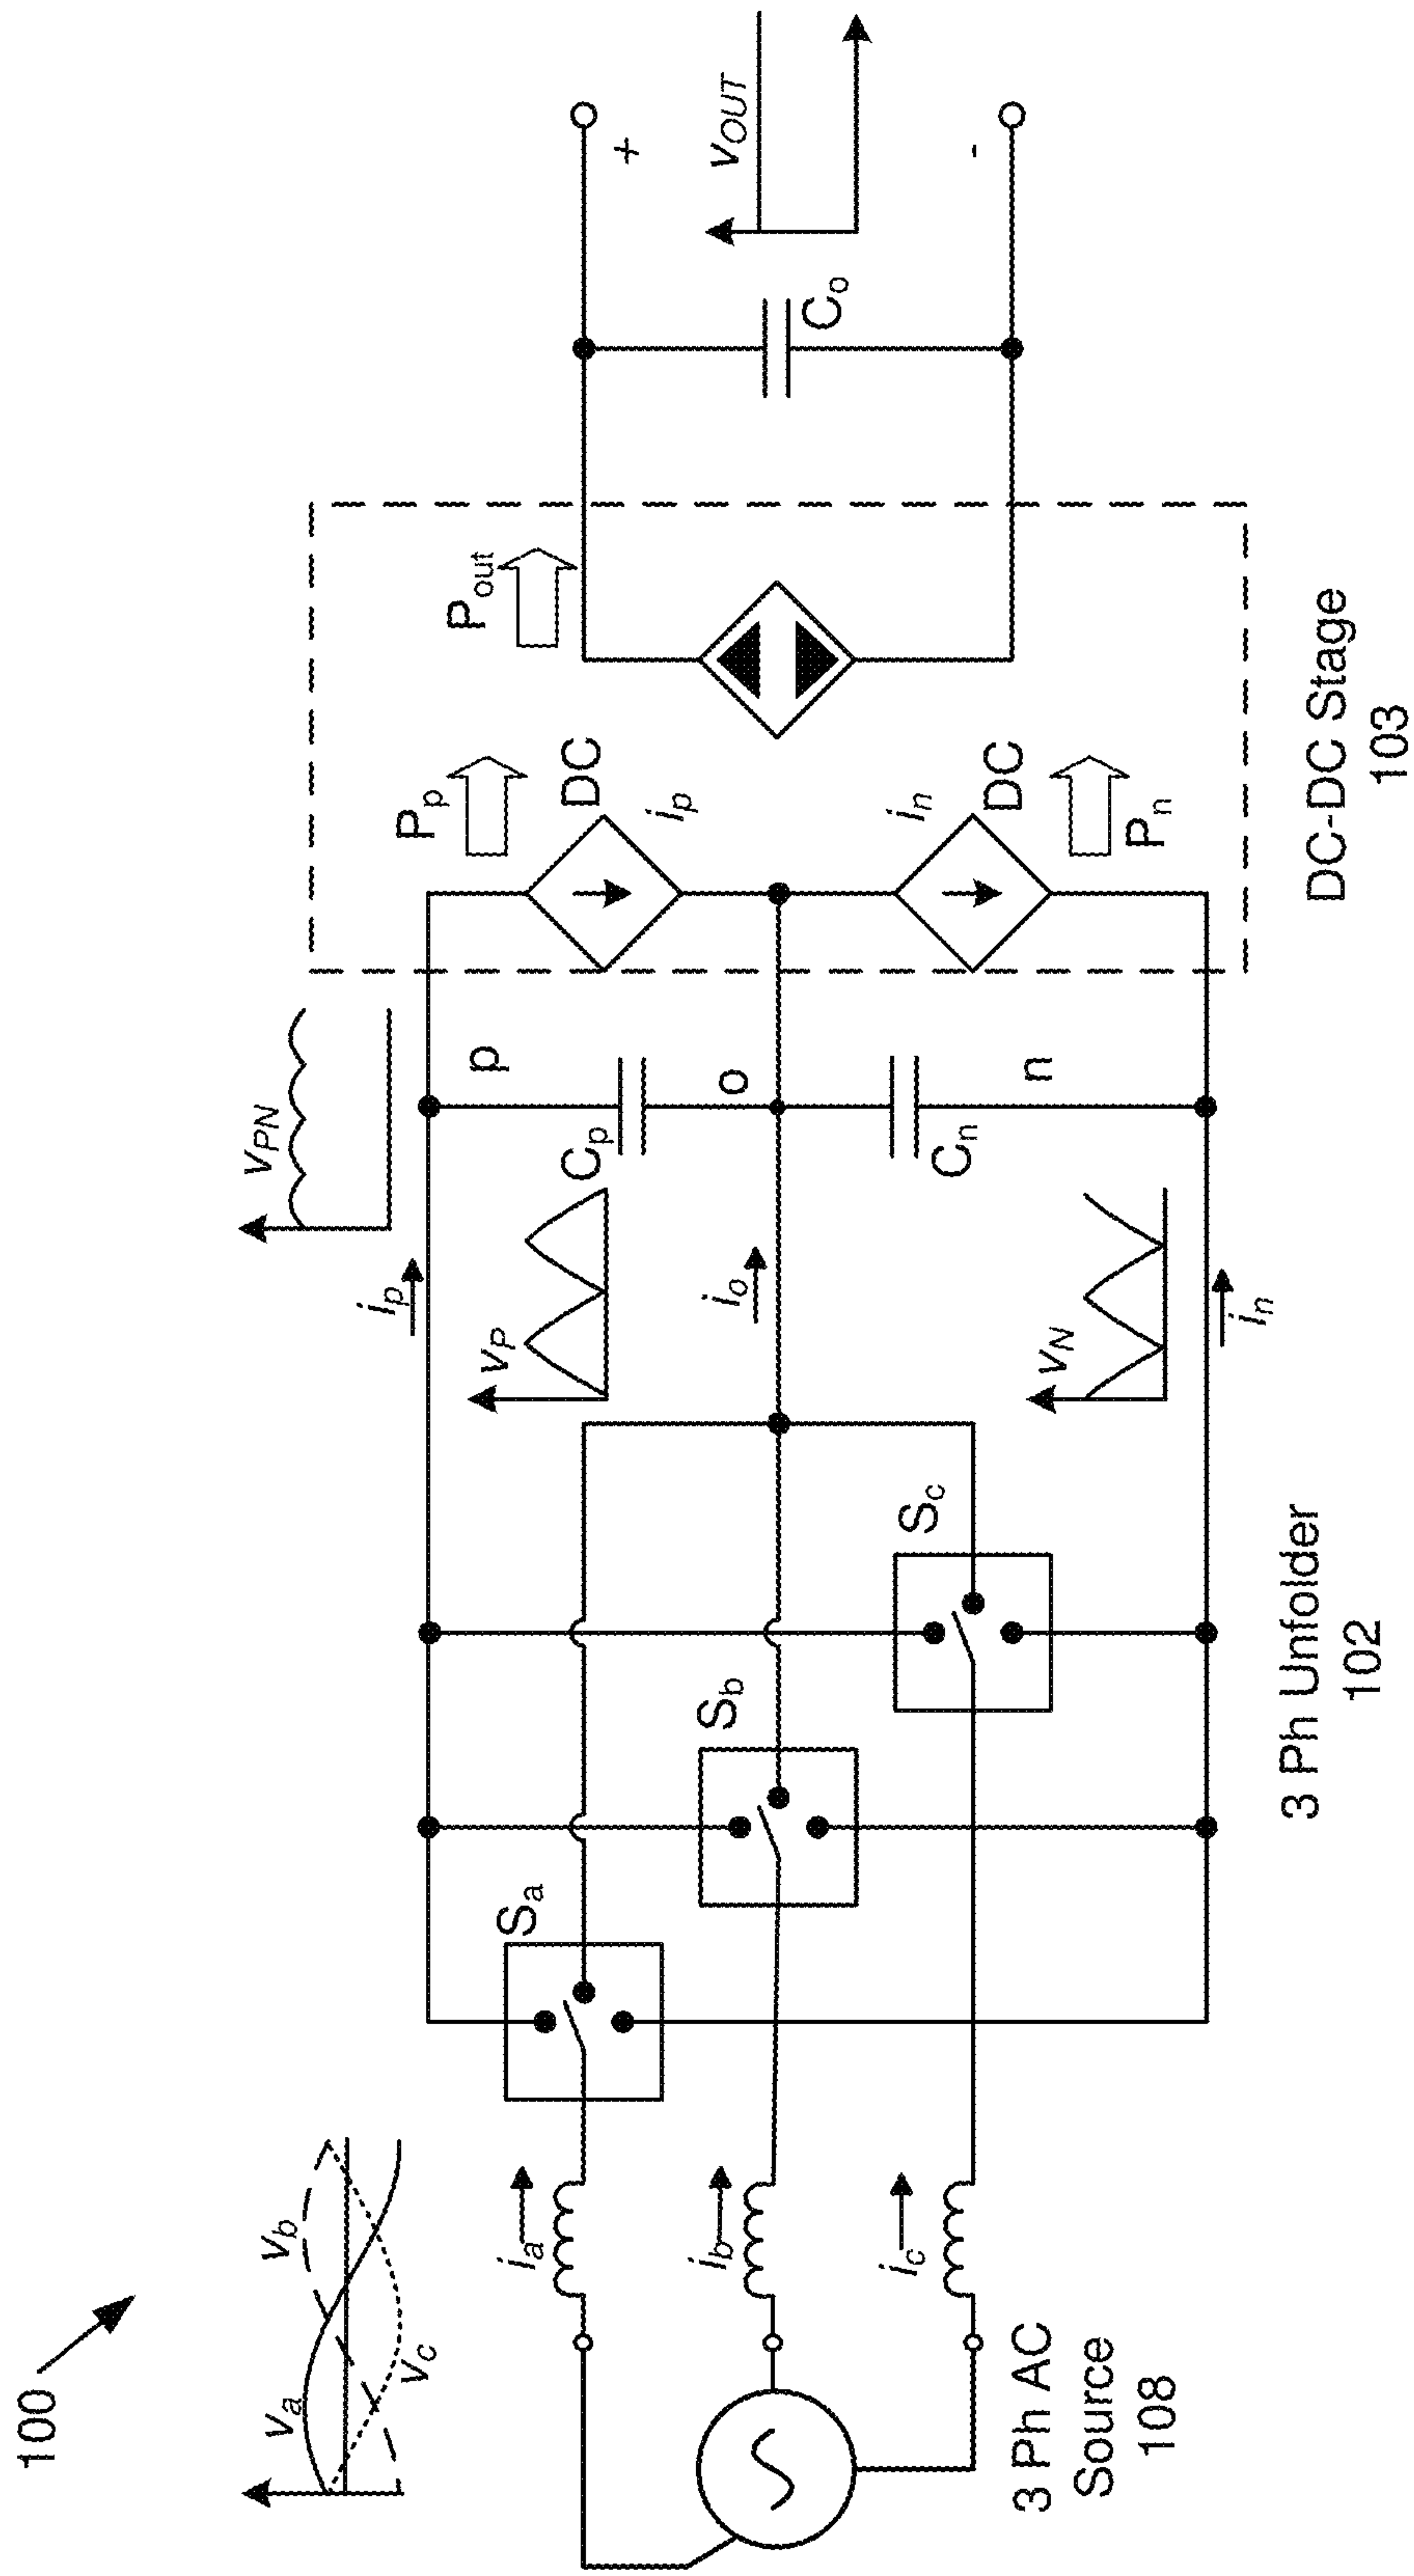 100
va
vb
vc
3 Ph AC
Source
108
ia
ib
ic
Sa
Sb
Sc
3 Ph Unfolder
102
ip
io
in
vP
vN
vPN
Cp
Cn
p
o
n
Pp
DC
ip
in
DC
Pn
Pout
DC-DC Stage
103
Co
+
vOUT
-